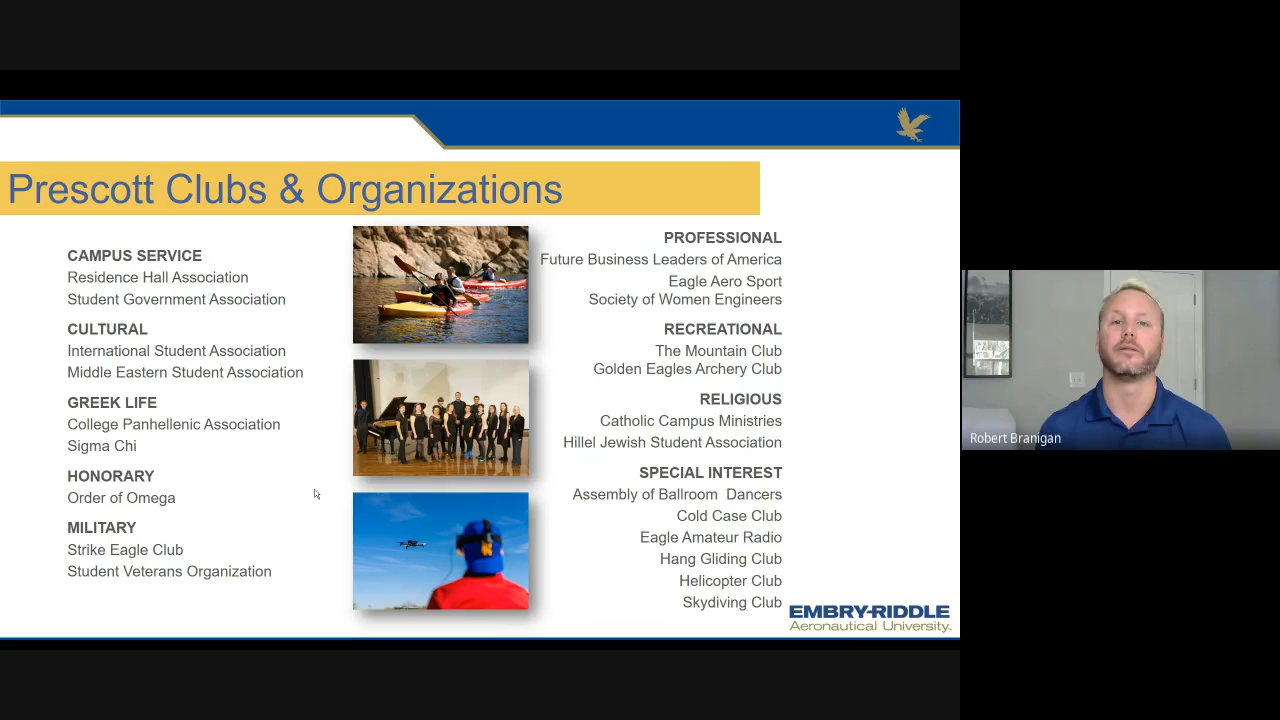 Prescott Clubs & Organizations
CAMPUS SERVICE
Residence Hall Association
Student Government Association
CULTURAL
International Student Association
Middle Eastern Student Association
GREEK LIFE
College Panhellenic Association
Sigma Chi
HONORARY
Order of Omega
MILITARY
Strike Eagle Club
Student Veterans Organization
PROFESSIONAL
Future Business Leaders of America
Eagle Aero Sport
Society of Women Engineers
RECREATIONAL
The Mountain Club
Golden Eagles Archery Club
RELIGIOUS
Catholic Campus Ministries
Hillel Jewish Student Association
SPECIAL INTEREST
Assembly of Ballroom  Dancers
Cold Case Club
Eagle Amateur Radio
Hang Gliding Club
Helicopter Club
Skydiving Club
EMBRY-RIDDLE
Aeronautical University.
Robert Branigan